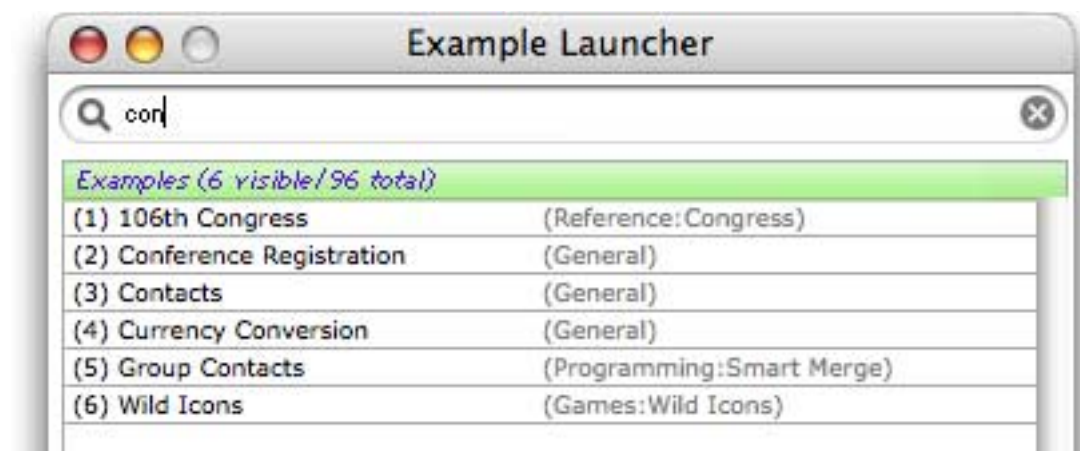 Example Launcher
con
Examples (6 visible/96 total)
(1) 106th Congress (Reference:Congress)
(2) Conference Registration (General)
(3) Contacts (General)
(4) Currency Conversion (General)
(5) Group Contacts (Programming:Smart Merge)
(6) Wild Icons (Games:Wild Icons)